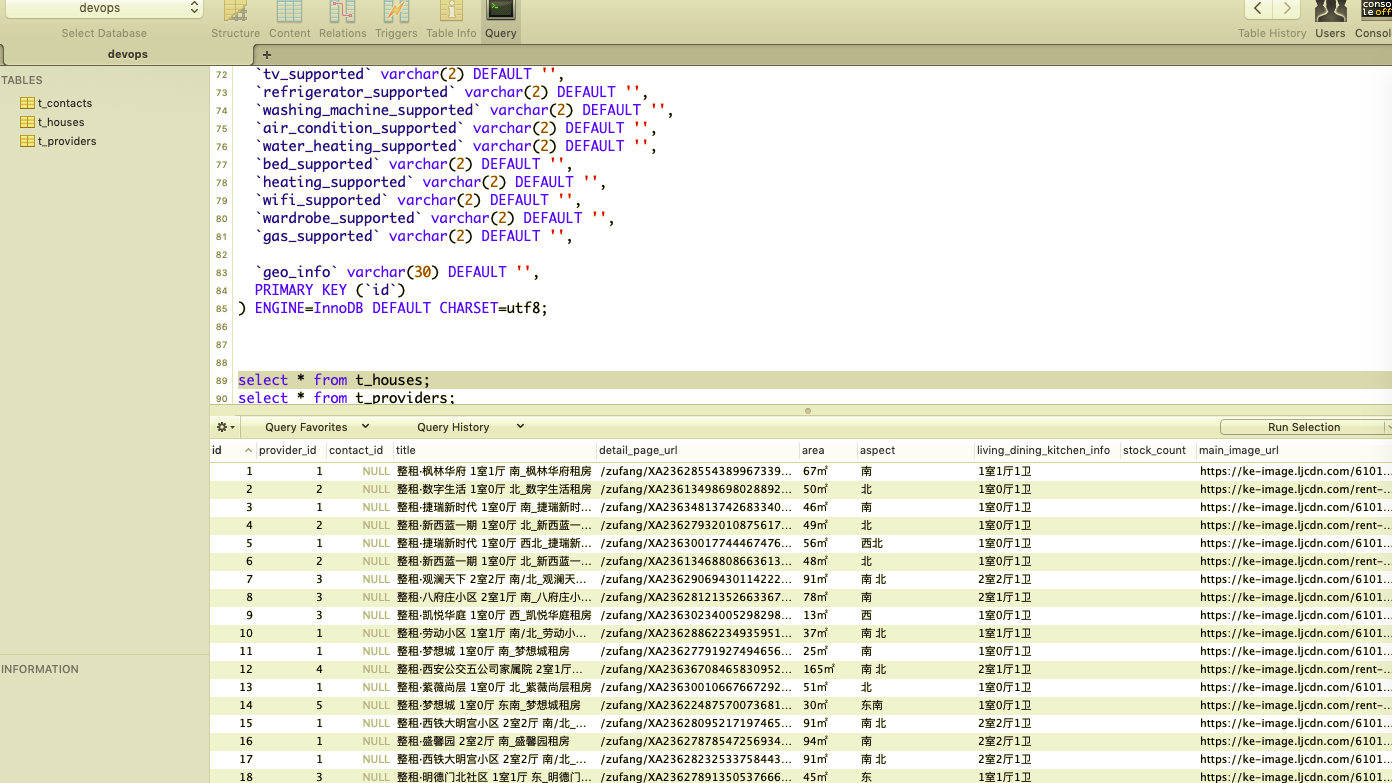 devops
Select Database
Structure
Content
Relations
Triggers
Table Info
Query
Table History
Users
conso
le off
Consol
devops
+
TABLES
t_contacts
t_houses
t_providers
INFORMATION
72 `tv_supported` varchar(2) DEFAULT '',
73 `refrigerator_supported` varchar(2) DEFAULT '',
74 `washing_machine_supported` varchar(2) DEFAULT '',
75 `air_condition_supported` varchar(2) DEFAULT '',
76 `water_heating_supported` varchar(2) DEFAULT '',
77 `bed_supported` varchar(2) DEFAULT '',
78 `heating_supported` varchar(2) DEFAULT '',
79 `wifi_supported` varchar(2) DEFAULT '',
80 `wardrobe_supported` varchar(2) DEFAULT '',
81 `gas_supported` varchar(2) DEFAULT '',
82
83 `geo_info` varchar(30) DEFAULT '',
84 PRIMARY KEY (`id`)
85 ) ENGINE=InnoDB DEFAULT CHARSET=utf8;
86
87
88
89 select * from t_houses;
90 select * from t_providers;
Query Favorites
Query History
Run Selection
id provider_id contact_id title detail_page_url area aspect living_dining_kitchen_info stock_count main_image_url
1 1 NULL 整租·枫林华府 1室1厅 南_枫林华府租房 /zufang/XA23628554389967339... 67㎡ 南 1室1厅1卫 https://ke-image.ljcdn.com/6101...
2 2 NULL 整租·数字生活 1室0厅 北_数字生活租房 /zufang/XA23613498698028892... 50㎡ 北 1室0厅1卫 https://ke-image.ljcdn.com/rent-...
3 1 NULL 整租·捷瑞新时代 1室0厅 南_捷瑞新时... /zufang/XA23634813742683340... 46㎡ 南 1室0厅1卫 https://ke-image.ljcdn.com/6101...
4 2 NULL 整租·新西蓝一期 1室0厅 北_新西蓝一... /zufang/XA23627932010875617... 49㎡ 北 1室0厅1卫 https://ke-image.ljcdn.com/rent-...
5 1 NULL 整租·捷瑞新时代 1室0厅 西北_捷瑞新... /zufang/XA23630017744467476... 56㎡ 西北 1室0厅1卫 https://ke-image.ljcdn.com/6101...
6 2 NULL 整租·新西蓝一期 1室0厅 北_新西蓝一... /zufang/XA23613468808663613... 48㎡ 北 1室0厅1卫 https://ke-image.ljcdn.com/rent-...
7 3 NULL 整租·观澜天下 2室2厅 南/北_观澜天... /zufang/XA23629069430114222... 91㎡ 南 北 2室2厅1卫 https://ke-image.ljcdn.com/6101...
8 3 NULL 整租·八府庄小区 2室1厅 南_八府庄小... /zufang/XA23628121352663367... 78㎡ 南 2室1厅1卫 https://ke-image.ljcdn.com/6101...
9 3 NULL 整租·凯悦华庭 1室0厅 西_凯悦华庭租房 /zufang/XA23630234005298298... 13㎡ 西 1室0厅1卫 https://ke-image.ljcdn.com/6101...
10 1 NULL 整租·劳动小区 1室1厅 南/北_劳动小... /zufang/XA23628862234935951... 37㎡ 南 北 1室1厅1卫 https://ke-image.ljcdn.com/6101...
11 1 NULL 整租·梦想城 1室0厅 南_梦想城租房 /zufang/XA23627791927494656... 25㎡ 南 1室0厅1卫 https://ke-image.ljcdn.com/6101...
12 4 NULL 整租·西安公交五公司家属院 2室1厅... /zufang/XA23636708465830952... 165㎡ 南 北 2室1厅1卫 https://ke-image.ljcdn.com/rent-...
13 1 NULL 整租·紫薇尚层 1室0厅 北_紫薇尚层租房 /zufang/XA23630010667667292... 51㎡ 北 1室0厅1卫 https://ke-image.ljcdn.com/6101...
14 5 NULL 整租·梦想城 1室0厅 东南_梦想城租房 /zufang/XA23622487570073681... 30㎡ 东南 1室0厅1卫 https://ke-image.ljcdn.com/rent-...
15 1 NULL 整租·西铁大明宫小区 2室2厅 南/北_... /zufang/XA23628095217197465... 91㎡ 南 北 2室2厅1卫 https://ke-image.ljcdn.com/6101...
16 1 NULL 整租·盛馨园 2室2厅 南_盛馨园租房 /zufang/XA23627878547256934... 94㎡ 南 2室2厅1卫 https://ke-image.ljcdn.com/6101...
17 1 NULL 整租·西铁大明宫小区 2室2厅 南/北_... /zufang/XA23628232533758443... 91㎡ 南 北 2室2厅1卫 https://ke-image.ljcdn.com/6101...
18 3 NULL 整租·明德门北社区 1室1厅 东_明德门... /zufang/XA23627891350537666... 45㎡ 东 1室1厅1卫 https://ke-image.ljcdn.com/6101...